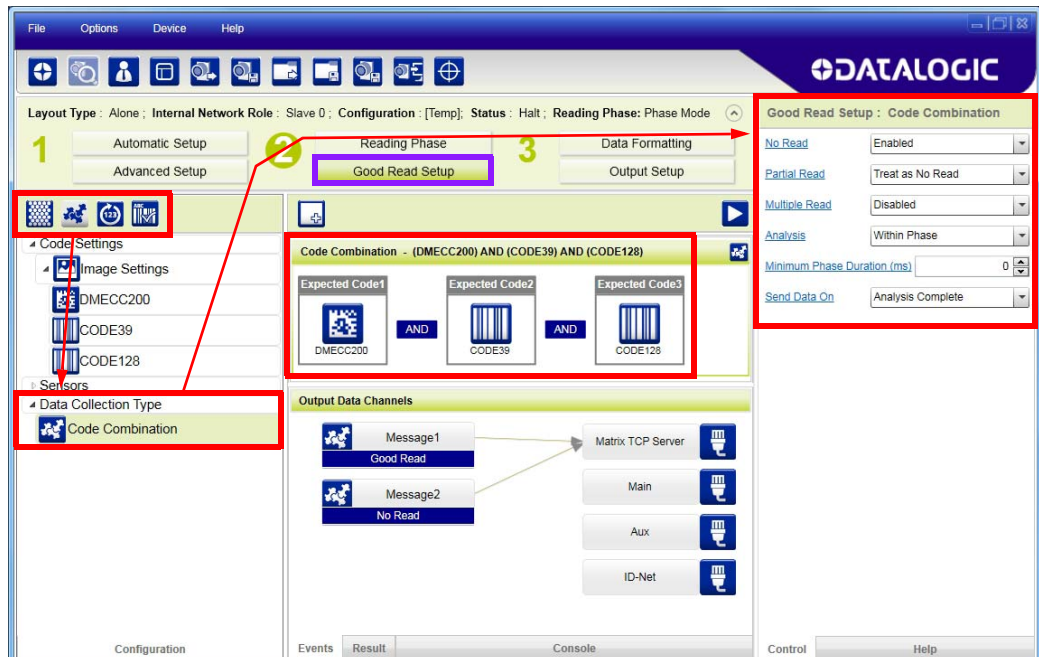 File Options Device Help
DATALOGIC
Layout Type : Alone ; Internal Network Role : Slave 0 ; Configuration : [Temp]; Status : Halt ; Reading Phase: Phase Mode
1 Automatic Setup
Advanced Setup
2 Reading Phase
Good Read Setup
3 Data Formatting
Output Setup
123
ABC
Code Settings
Image Settings
DMECC200
CODE39
CODE128
Sensors
Data Collection Type
Code Combination
Configuration
Code Combination - (DMECC200) AND (CODE39) AND (CODE128)
Expected Code1 Expected Code2 Expected Code3
AND AND
DMECC200 CODE39 CODE128
Output Data Channels
Message1
Good Read
Message2
No Read
Matrix TCP Server
Main
Aux
ID-Net
Events Result Console
Good Read Setup : Code Combination
No Read Enabled
Partial Read Treat as No Read
Multiple Read Disabled
Analysis Within Phase
Minimum Phase Duration (ms) 0
Send Data On Analysis Complete
Control Help